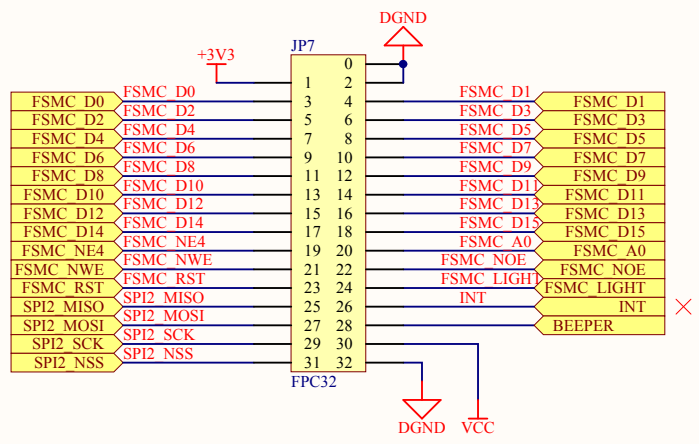 DGND
JP7
+3V3
0
1 2
FSMC_D0 FSMC_D0 3 4 FSMC_D1 FSMC_D1
FSMC_D2 FSMC_D2 5 6 FSMC_D3 FSMC_D3
FSMC_D4 FSMC_D4 7 8 FSMC_D5 FSMC_D5
FSMC_D6 FSMC_D6 9 10 FSMC_D7 FSMC_D7
FSMC_D8 FSMC_D8 11 12 FSMC_D9 FSMC_D9
FSMC_D10 FSMC_D10 13 14 FSMC_D11 FSMC_D11
FSMC_D12 FSMC_D12 15 16 FSMC_D13 FSMC_D13
FSMC_D14 FSMC_D14 17 18 FSMC_D15 FSMC_D15
FSMC_NE4 FSMC_NE4 19 20 FSMC_A0 FSMC_A0
FSMC_NWE FSMC_NWE 21 22 FSMC_NOE FSMC_NOE
FSMC_RST FSMC_RST 23 24 FSMC_LIGHT FSMC_LIGHT
SPI2_MISO SPI2_MISO 25 26 INT INT
SPI2_MOSI SPI2_MOSI 27 28 BEEPER
SPI2_SCK SPI2_SCK 29 30
SPI2_NSS SPI2_NSS 31 32
FPC32
DGND VCC